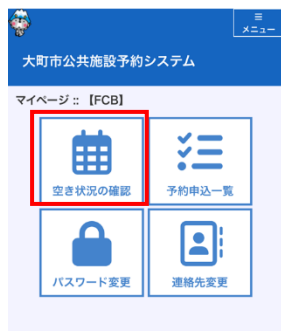 ☰
メニュー
大町市公共施設予約システム
マイページ :: 【FCB】
空き状況の確認
予約申込一覧
パスワード変更
連絡先変更